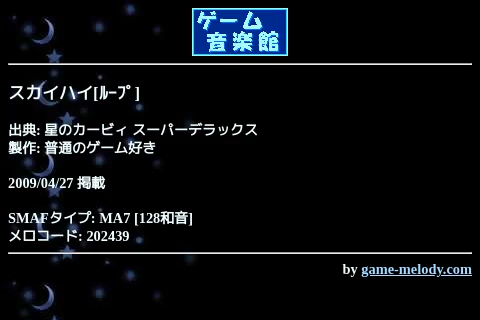 ゲーム
音楽館
スカイハイ[ﾙｰﾌﾟ]
出典: 星のカービィ スーパーデラックス
製作: 普通のゲーム好き
2009/04/27 掲載
SMAFタイプ: MA7 [128和音]
メロコード: 202439
by game-melody.com